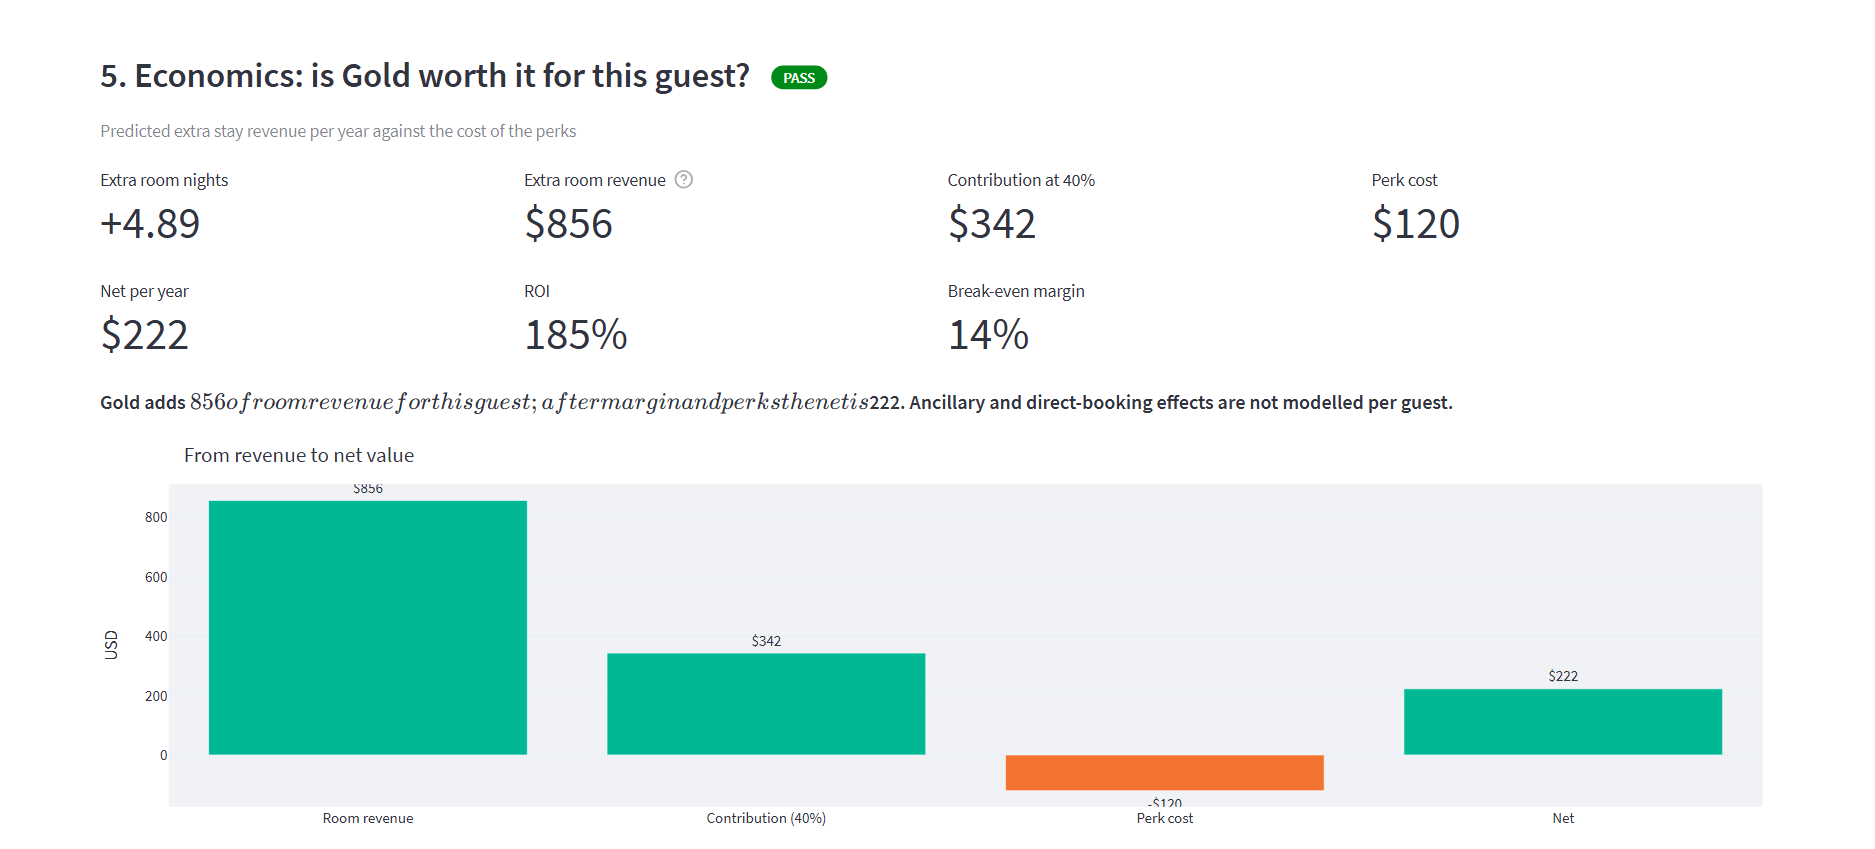 5. Economics: is Gold worth it for this guest? PASS
Predicted extra stay revenue per year against the cost of the perks
Extra room nights
+4.89
Extra room revenue ?
$856
Contribution at 40%
$342
Perk cost
$120
Net per year
$222
ROI
185%
Break-even margin
14%
Gold adds 856ofroomrevenueforthisguest;aftermarginandperksthenetis222. Ancillary and direct-booking effects are not modelled per guest.
From revenue to net value
USD
800
600
400
200
0
$856
$342
-$120
$222
Room revenue
Contribution (40%)
Perk cost
Net